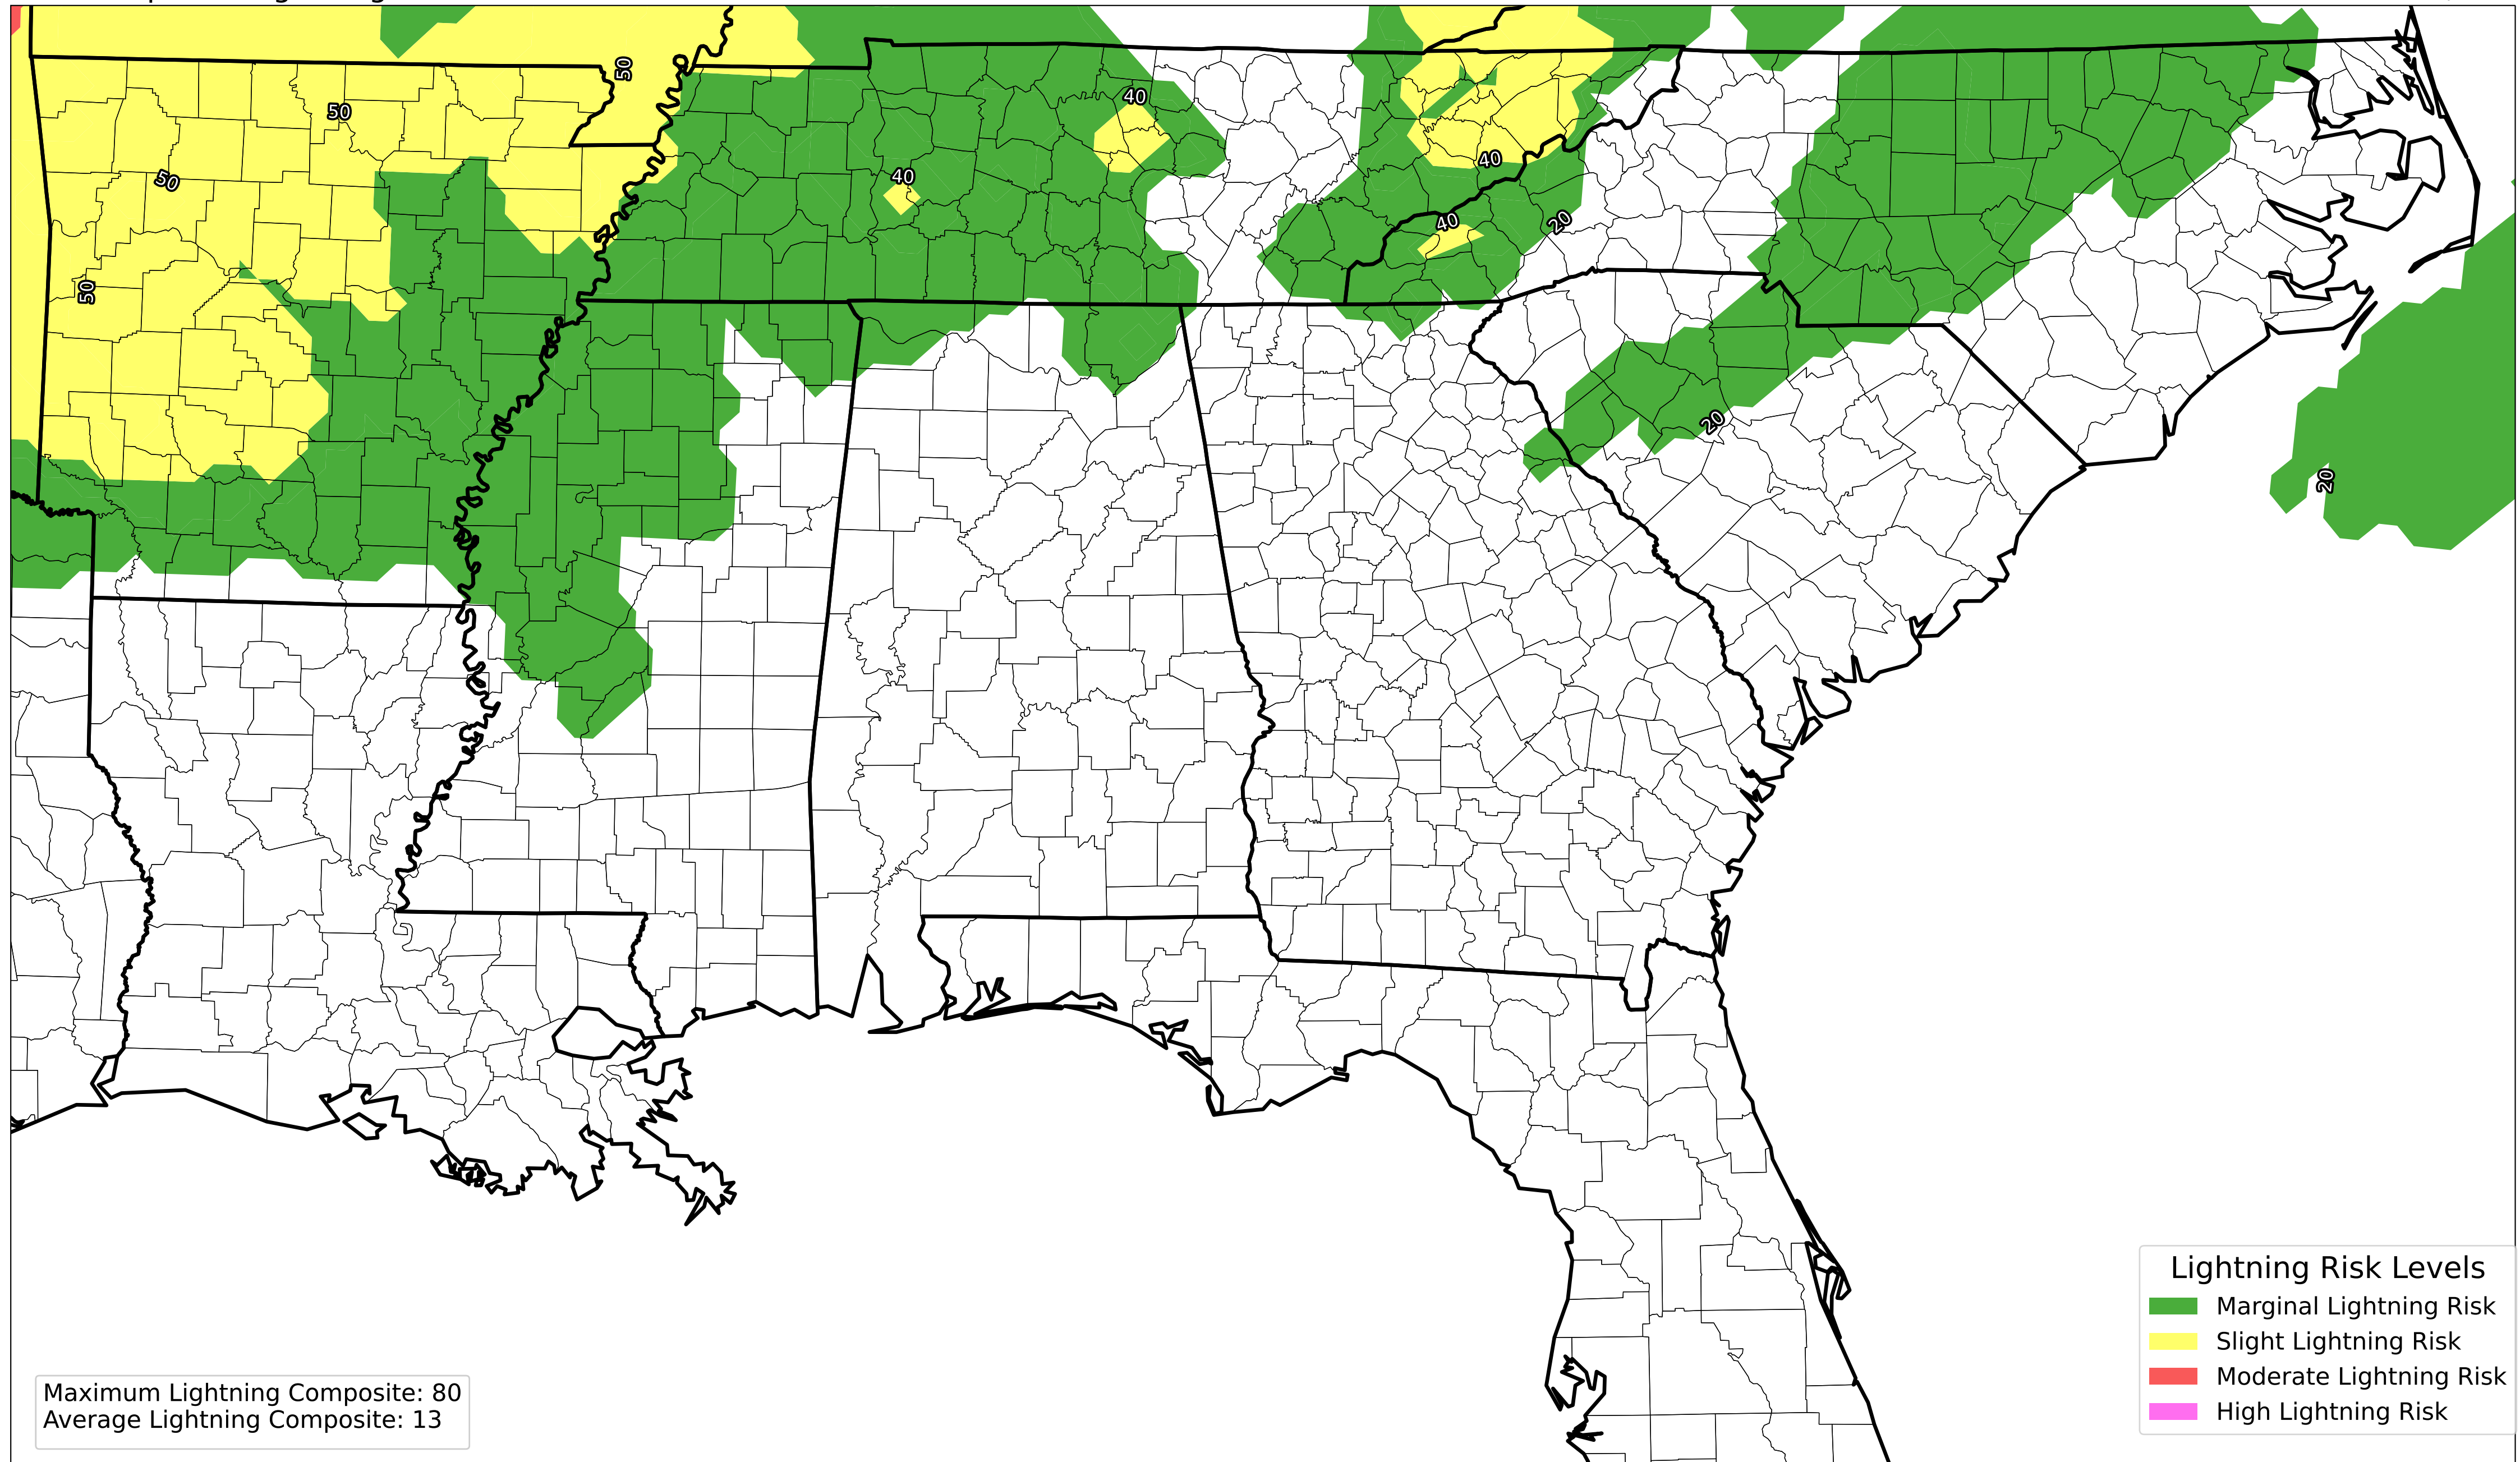 50
50
40
50
40
40
40
20
50
20
20
Lightning Risk Levels
Marginal Lightning Risk
Slight Lightning Risk
Moderate Lightning Risk
High Lightning Risk
Maximum Lightning Composite: 80
Average Lightning Composite: 13